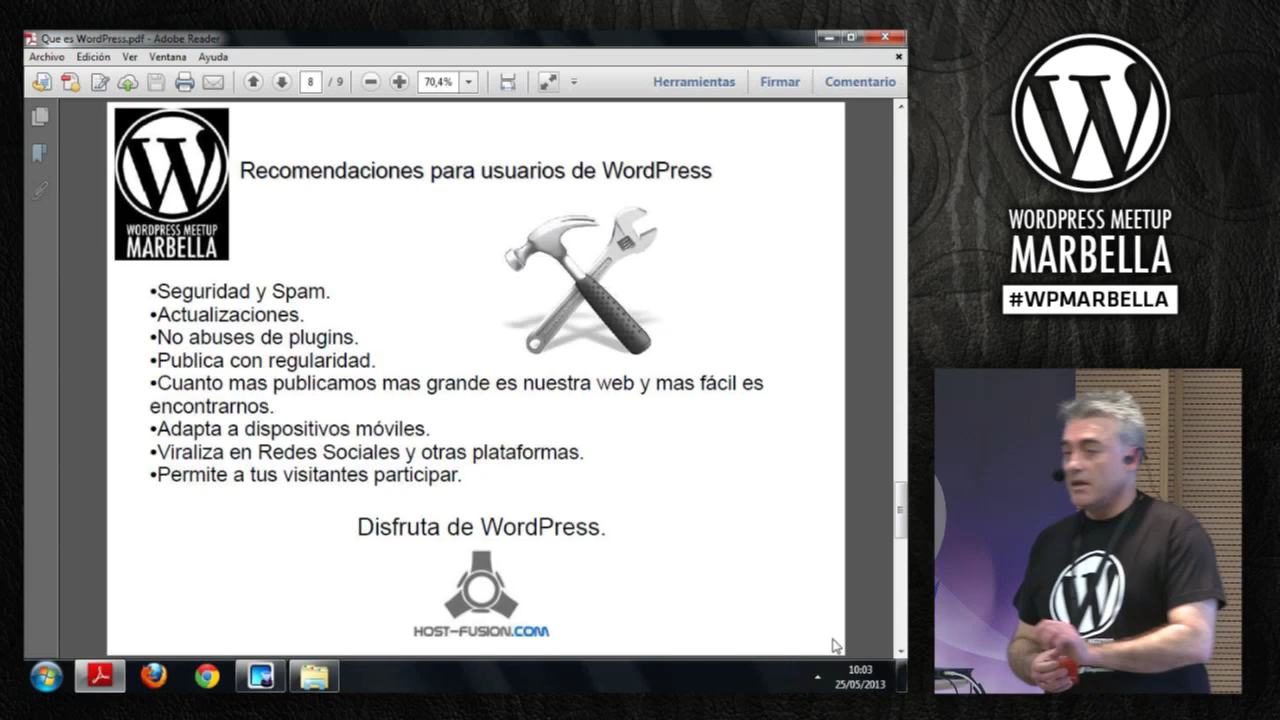 Que es WordPress.pdf - Adobe Reader
Archivo Edición Ver Ventana Ayuda
8 / 9 70,4% Herramientas Firmar Comentario
WORDPRESS MEETUP
MARBELLA
Recomendaciones para usuarios de WordPress
•Seguridad y Spam.
•Actualizaciones.
•No abuses de plugins.
•Publica con regularidad.
•Cuanto mas publicamos mas grande es nuestra web y mas fácil es
encontrarnos.
•Adapta a dispositivos móviles.
•Viraliza en Redes Sociales y otras plataformas.
•Permite a tus visitantes participar.
Disfruta de WordPress.
HOST-FUSION.COM
10:03
25/05/2013
WORDPRESS MEETUP
MARBELLA
#WPMARBELLA